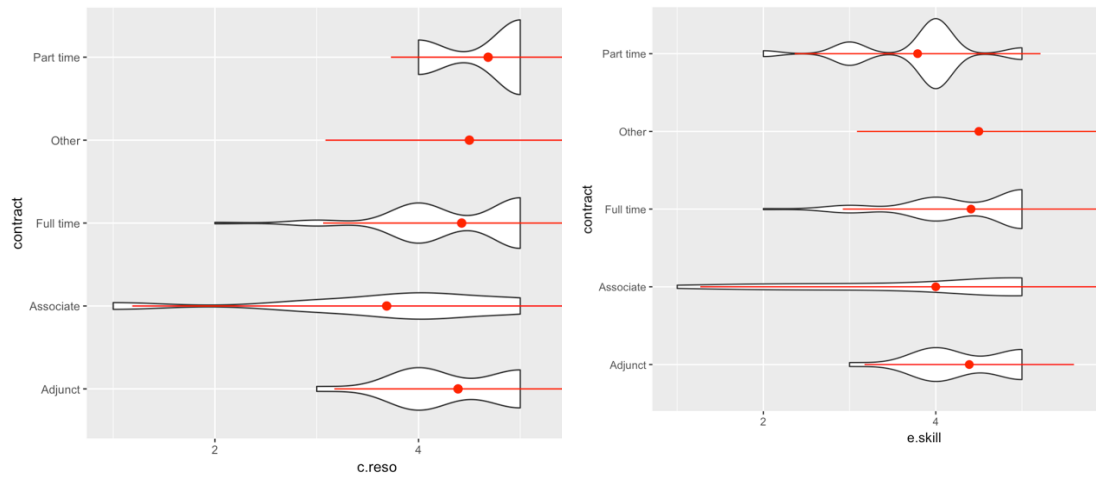 Part time
Other
Full time
Associate
Adjunct
contract
2
4
c.reso
Part time
Other
Full time
Associate
Adjunct
contract
2
4
e.skill